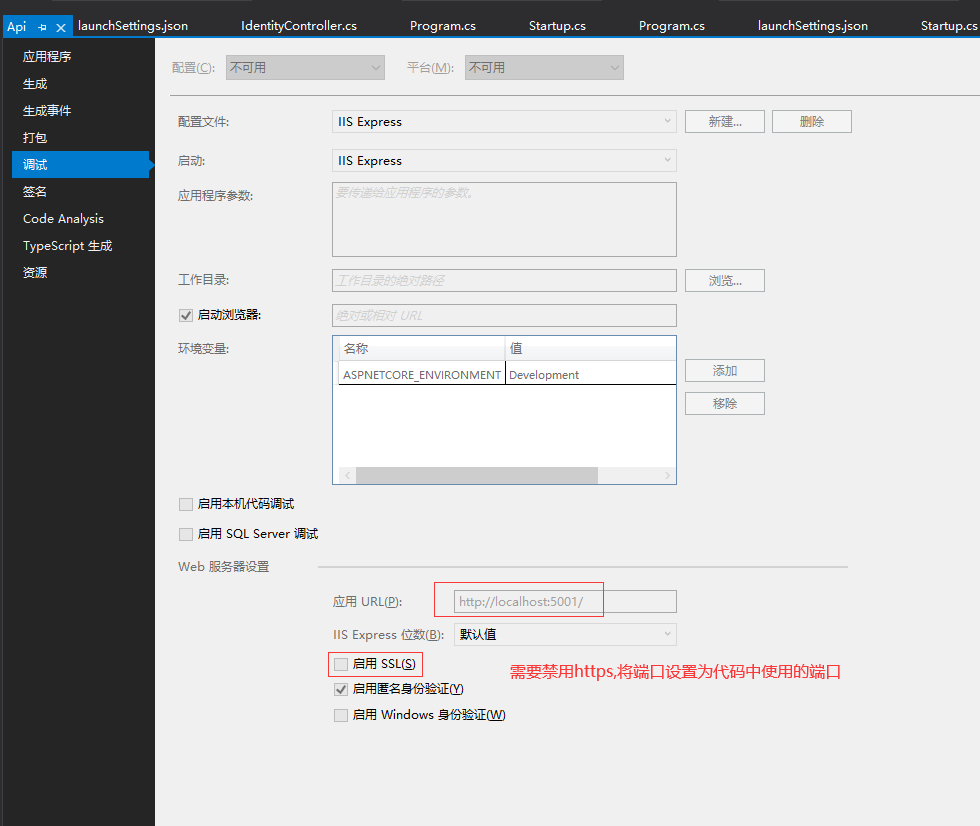 Api launchSettings.json IdentityController.cs Program.cs Startup.cs Program.cs launchSettings.json Startup.cs
应用程序
生成
生成事件
打包
调试
签名
Code Analysis
TypeScript 生成
资源
配置(C): 不可用 平台(M): 不可用
配置文件: IIS Express 新建... 删除
启动: IIS Express
应用程序参数: 要传递给应用程序的参数。
工作目录: 工作目录的绝对路径 浏览...
启动浏览器: 绝对或相对 URL
环境变量: 名称 值
ASPNETCORE_ENVIRONMENT Development
添加
移除
启用本机代码调试
启用 SQL Server 调试
Web 服务器设置
应用 URL(P): http://localhost:5001/
IIS Express 位数(B): 默认值
启用 SSL(S)
需要禁用https,将端口设置为代码中使用的端口
启用匿名身份验证(Y)
启用 Windows 身份验证(W)